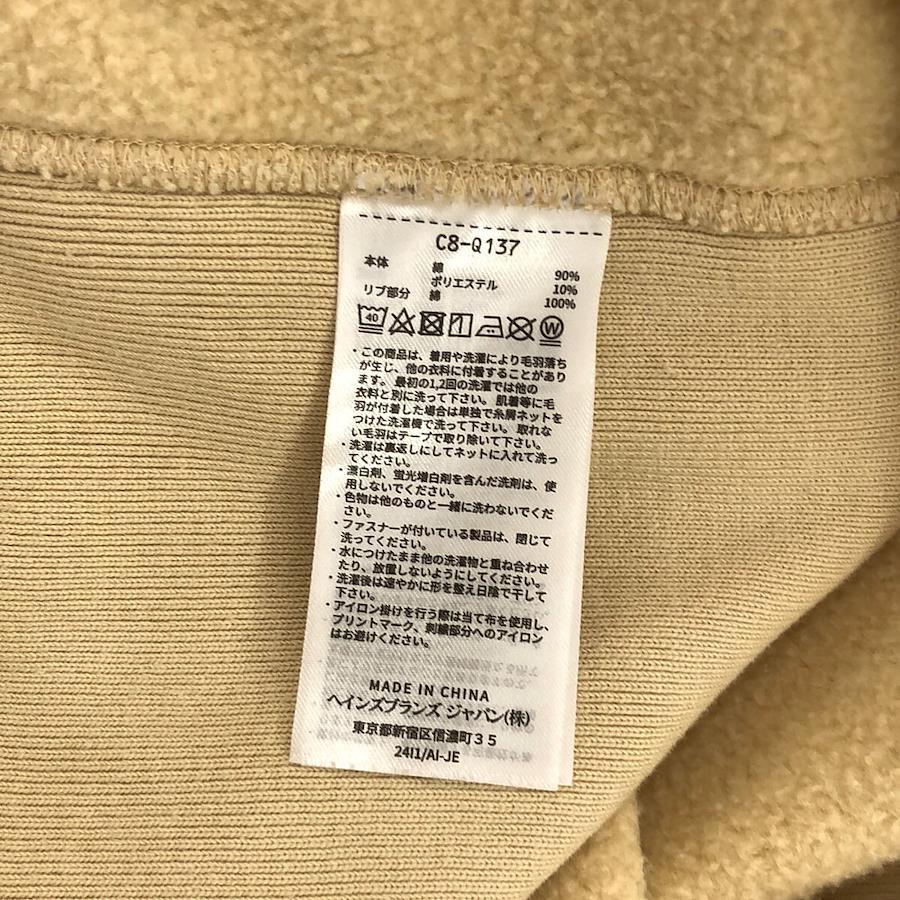 C8-Q137
本体 綿 90%
ポリエステル 10%
リブ部分 綿 100%
40 W
・この商品は、着用や洗濯により毛羽落ち
が生じ、他の衣料に付着することがあり
ます。最初の1,2回の洗濯では他の
衣料と別に洗って下さい。肌着等に毛
羽が付着した場合は単独で糸屑ネットを
つけた洗濯機で洗って下さい。取れな
い毛羽はテープで取り除いて下さい。
・洗濯は裏返しにしてネットに入れて洗っ
てください。
・漂白剤、蛍光増白剤を含んだ洗剤は、使
用しないでください。
・色物は他のものと一緒に洗わないでくだ
さい。
・ファスナーが付いている製品は、閉じて
洗ってください。
・水につけたまま他の洗濯物と重ね合わせ
たり、放置しないようにしてください。
・洗濯後は速やかに形を整え日陰で干して
下さい。
・アイロン掛けを行う際は当て布を使用し、
プリントマーク、刺繍部分へのアイロン
はお避けください。
MADE IN CHINA
ヘインズブランズ ジャパン(株)
東京都新宿区信濃町35
24I1/AI-JE